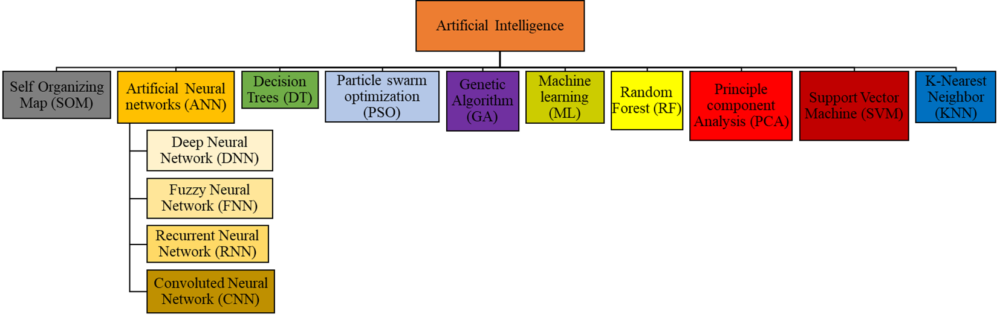 Artificial Intelligence
Self Organizing
Map (SOM)
Artificial Neural
networks (ANN)
Decision
Trees (DT)
Particle swarm
optimization
(PSO)
Genetic
Algorithm
(GA)
Machine
learning
(ML)
Random
Forest (RF)
Principle
component
Analysis (PCA)
Support Vector
Machine (SVM)
K-Nearest
Neighbor
(KNN)
Deep Neural
Network (DNN)
Fuzzy Neural
Network (FNN)
Recurrent Neural
Network (RNN)
Convoluted Neural
Network (CNN)